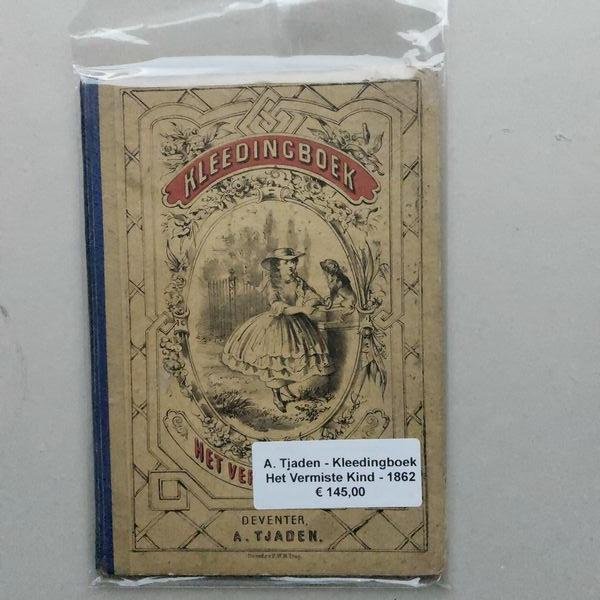 KLEEDINGBOEK
HET VER
A. Tjaden - Kleedingboek
Het Vermiste Kind - 1862
€ 145,00
DEVENTER,
A. TJADEN.